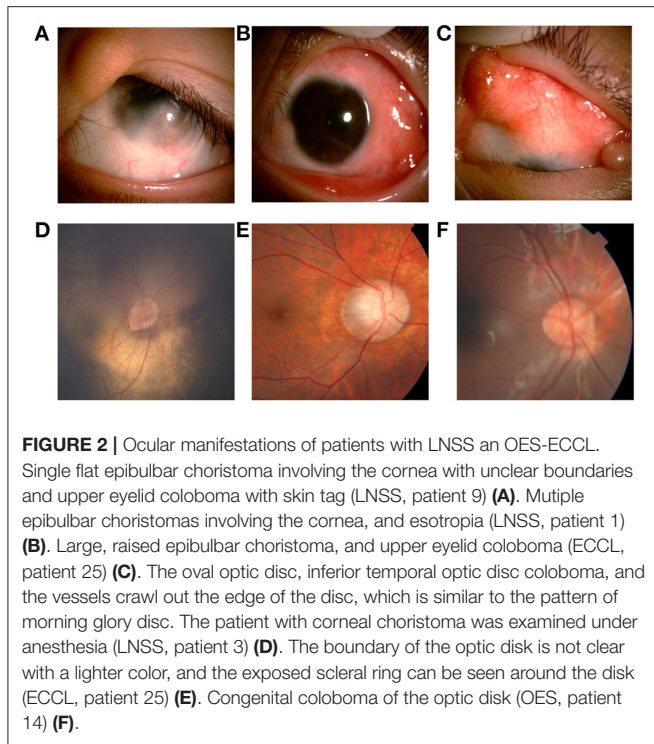 A
B
C
D
E
F
FIGURE 2 | Ocular manifestations of patients with LNSS an OES-ECCL.
Single flat epibulbar choristoma involving the cornea with unclear boundaries
and upper eyelid coloboma with skin tag (LNSS, patient 9) (A). Mutiple
epibulbar choristomas involving the cornea, and esotropia (LNSS, patient 1)
(B). Large, raised epibulbar choristoma, and upper eyelid coloboma (ECCL,
patient 25) (C). The oval optic disc, inferior temporal optic disc coloboma, and
the vessels crawl out the edge of the disc, which is similar to the pattern of
morning glory disc. The patient with corneal choristoma was examined under
anesthesia (LNSS, patient 3) (D). The boundary of the optic disk is not clear
with a lighter color, and the exposed scleral ring can be seen around the disk
(ECCL, patient 25) (E). Congenital coloboma of the optic disk (OES, patient
14) (F).